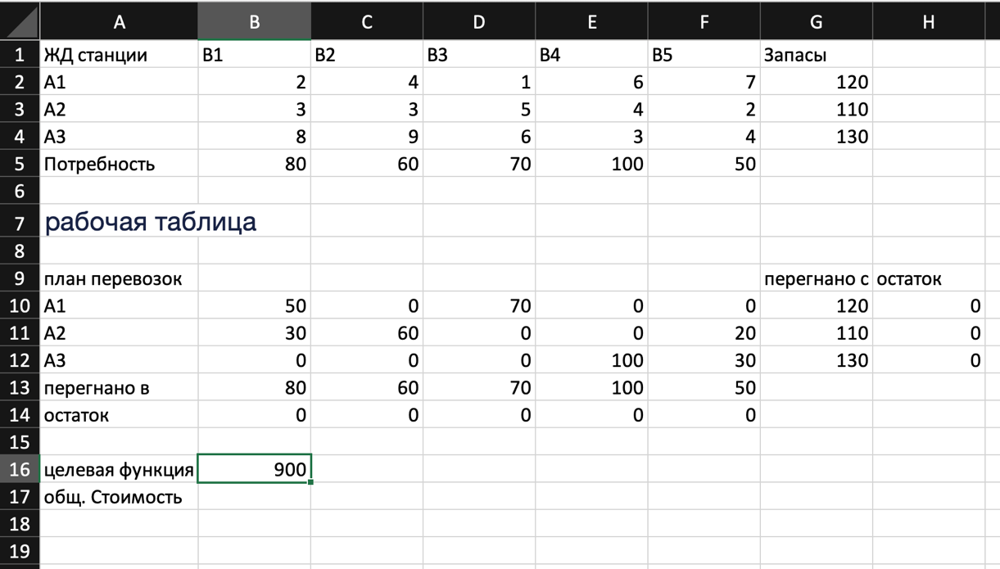 A B C D E F G H
1 ЖД станции B1 B2 B3 B4 B5 Запасы
2 A1 2 4 1 6 7 120
3 A2 3 3 5 4 2 110
4 A3 8 9 6 3 4 130
5 Потребность 80 60 70 100 50
6
7 рабочая таблица
8
9 план перевозок перегнано с остаток
10 A1 50 0 70 0 0 120 0
11 A2 30 60 0 0 20 110 0
12 A3 0 0 0 100 30 130 0
13 перегнано в 80 60 70 100 50
14 остаток 0 0 0 0 0
15
16 целевая функция 900
17 общ. Стоимость
18
19